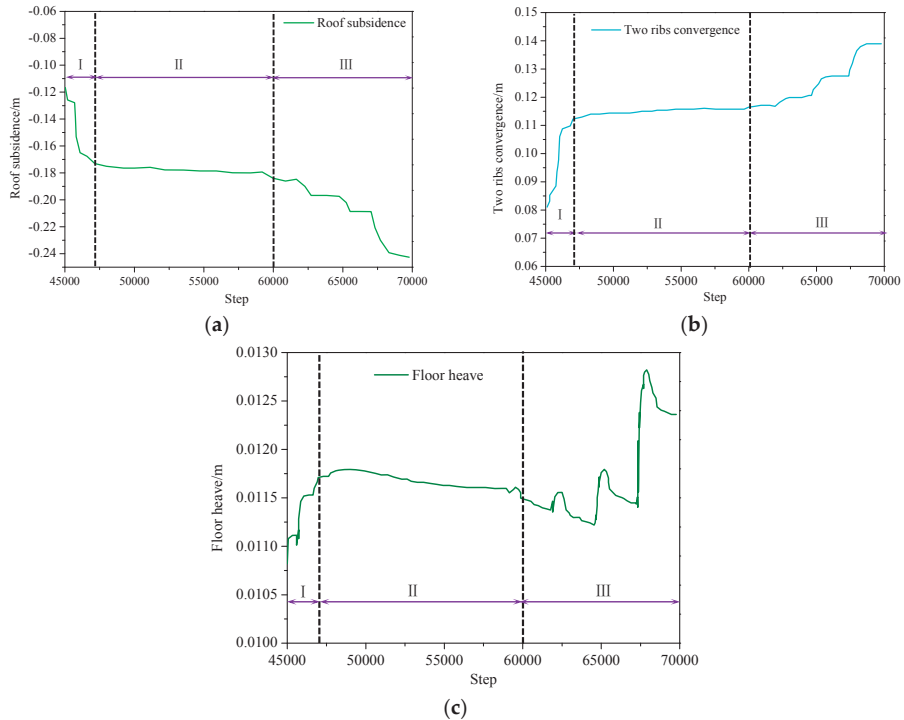 -0.06
-0.08
-0.10
-0.12
-0.14
-0.16
-0.18
-0.20
-0.22
-0.24
Roof subsidence/m
Roof subsidence
I
II
III
45000 50000 55000 60000 65000 70000
Step
(a)
0.15
0.14
0.13
0.12
0.11
0.10
0.09
0.08
0.07
0.06
Two ribs convergence/m
Two ribs convergence
I
II
III
45000 50000 55000 60000 65000 70000
Step
(b)
0.0130
0.0125
0.0120
0.0115
0.0110
0.0105
0.0100
Floor heave/m
Floor heave
I
II
III
45000 50000 55000 60000 65000 70000
Step
(c)